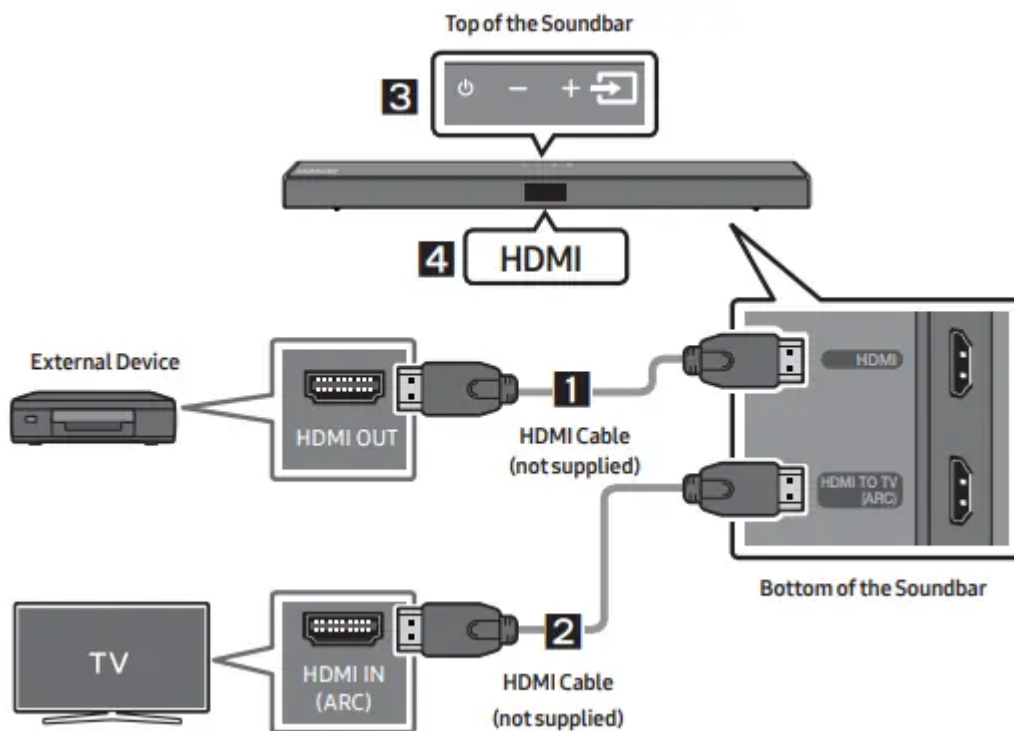 Top of the Soundbar
3
− +
4 HDMI
External Device
HDMI OUT
1
HDMI Cable
(not supplied)
HDMI
HDMI TO TV
(ARC)
Bottom of the Soundbar
TV
HDMI IN
(ARC)
2
HDMI Cable
(not supplied)